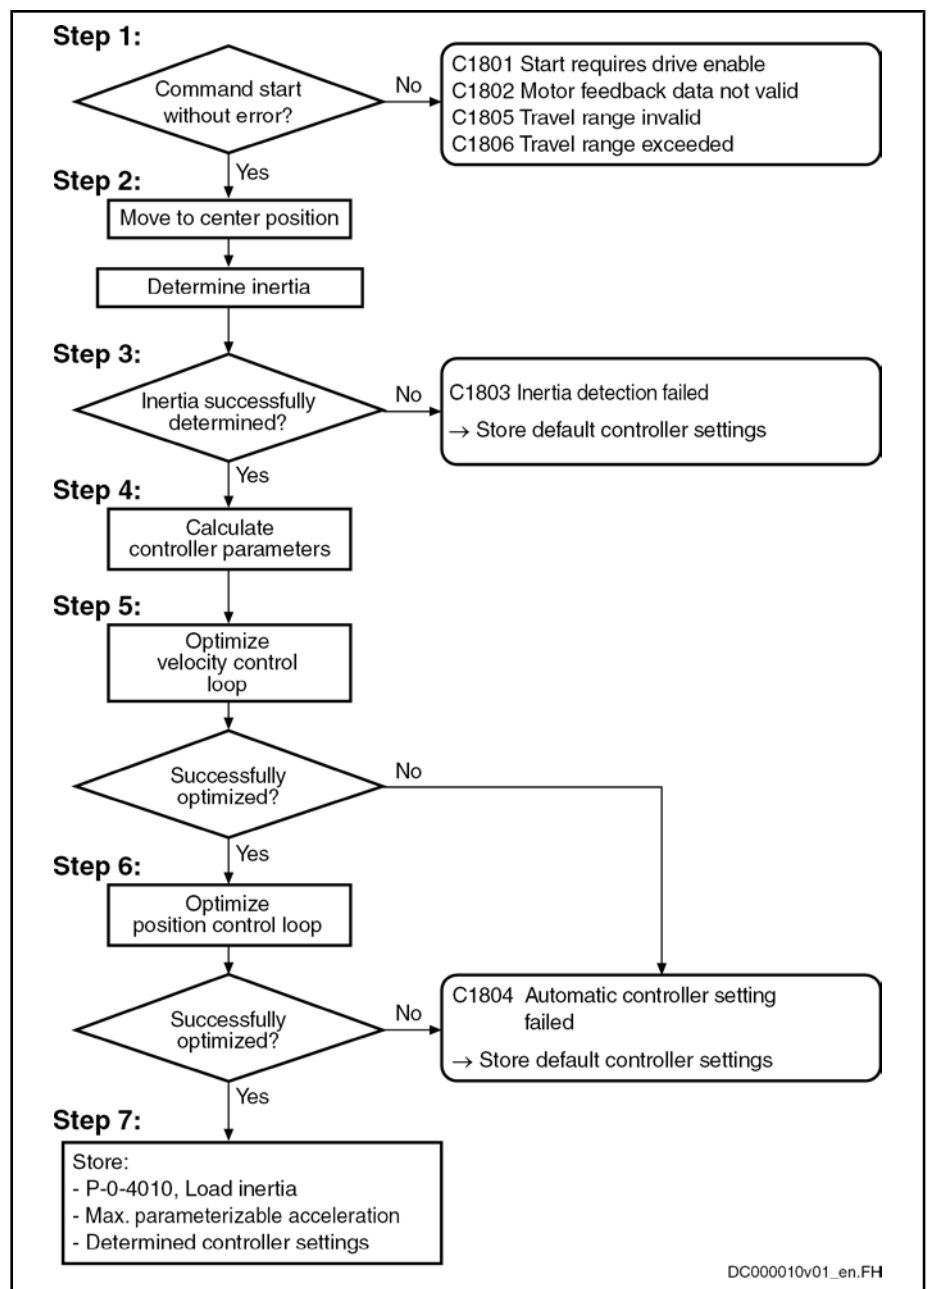 Step 1:
Command start
without error?
No
C1801 Start requires drive enable
C1802 Motor feedback data not valid
C1805 Travel range invalid
C1806 Travel range exceeded
Yes
Step 2:
Move to center position
Determine inertia
Step 3:
Inertia successfully
determined?
No
C1803 Inertia detection failed
→ Store default controller settings
Yes
Step 4:
Calculate
controller parameters
Step 5:
Optimize
velocity control
loop
Successfully
optimized?
No
Yes
Step 6:
Optimize
position control loop
Successfully
optimized?
No
C1804 Automatic controller setting
failed
→ Store default controller settings
Yes
Step 7:
Store:
- P-0-4010, Load inertia
- Max. parameterizable acceleration
- Determined controller settings
DC000010v01_en.FH